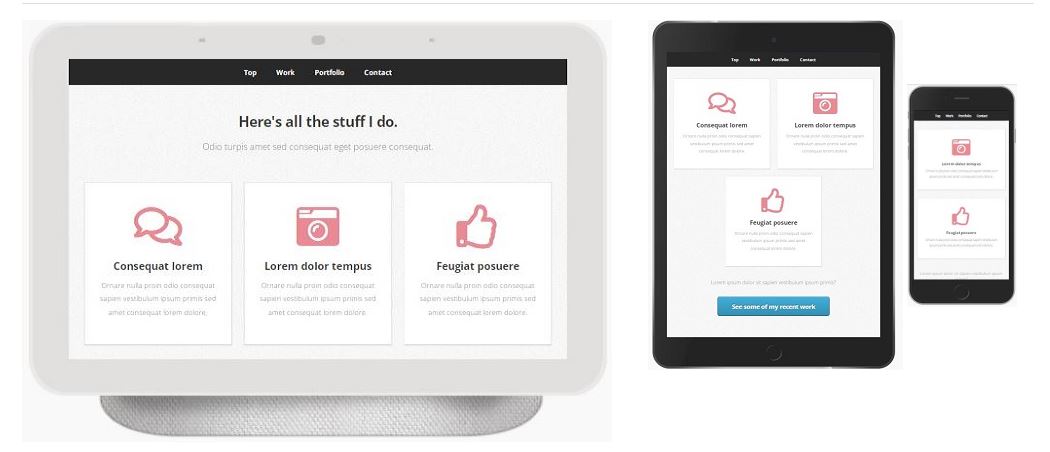 Top Work Portfolio Contact
Here's all the stuff I do.
Odio turpis amet sed consequat eget posuere consequat.
Consequat lorem
Ornare nulla proin odio consequat
sapien vestibulum ipsum primis sed
amet consequat lorem dolore.
Lorem dolor tempus
Ornare nulla proin odio consequat
sapien vestibulum ipsum primis sed
amet consequat lorem dolore.
Feugiat posuere
Ornare nulla proin odio consequat
sapien vestibulum ipsum primis sed
amet consequat lorem dolore.
Top Work Portfolio Contact
Consequat lorem
Ornare nulla proin odio consequat sapien
vestibulum ipsum primis sed amet
consequat lorem dolore.
Lorem dolor tempus
Ornare nulla proin odio consequat sapien
vestibulum ipsum primis sed amet
consequat lorem dolore.
Feugiat posuere
Ornare nulla proin odio consequat sapien
vestibulum ipsum primis sed amet
consequat lorem dolore.
Lorem ipsum dolor sit sapien vestibulum ipsum primis?
See some of my recent work
Top Work Portfolio Contact
Lorem dolor tempus
Feugiat posuere